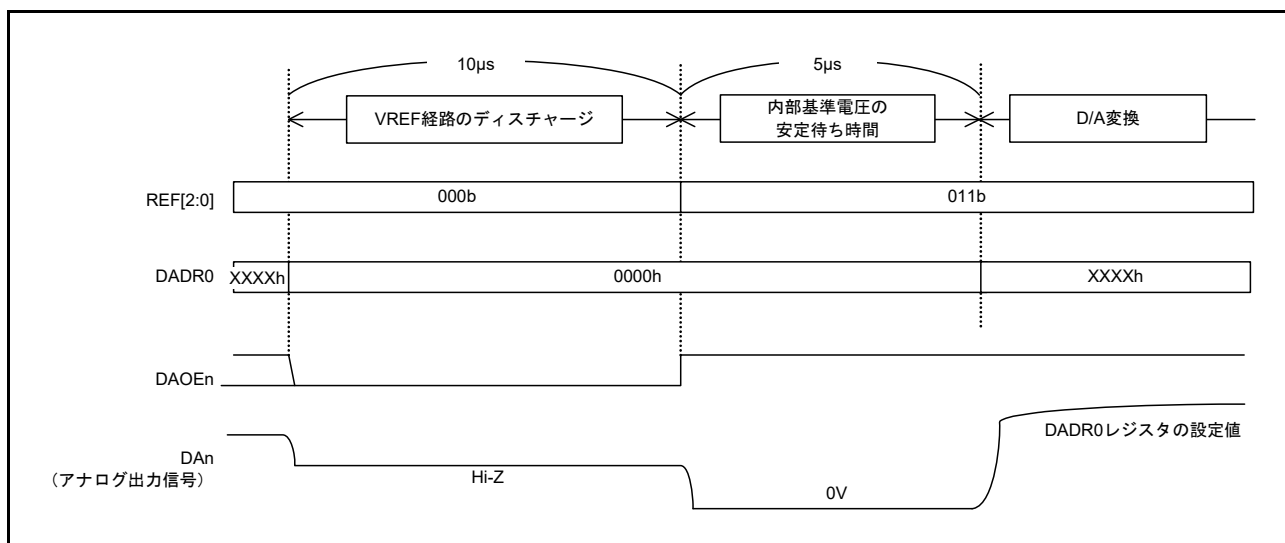 10µs
5µs
VREF経路のディスチャージ
内部基準電圧の
安定待ち時間
D/A変換
REF[2:0]
000b
011b
DADR0
XXXXh
0000h
XXXXh
DAOEn
DAn
（アナログ出力信号）
Hi-Z
0V
DADR0レジスタの設定値